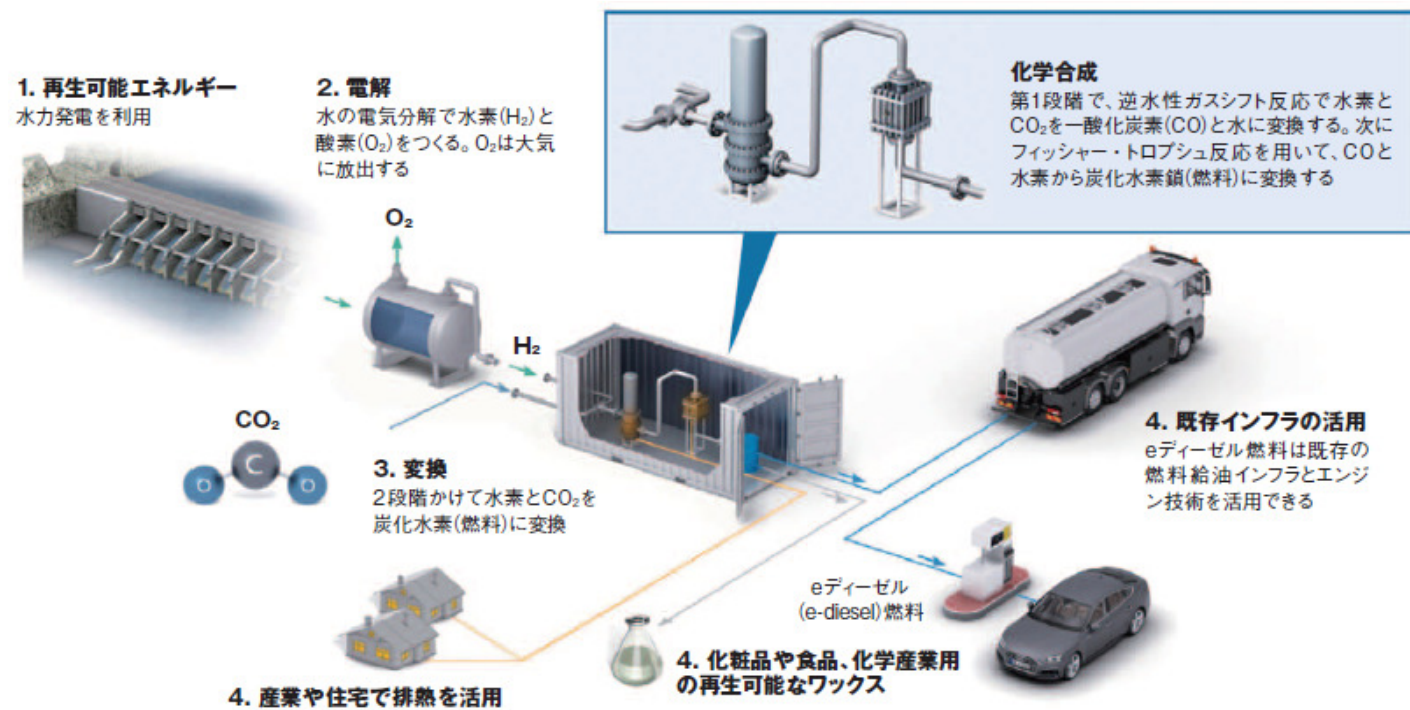 1. 再生可能エネルギー
水力発電を利用
2. 電解
水の電気分解で水素(H₂)と
酸素(O₂)をつくる。O₂は大気
に放出する
化学合成
第1段階で、逆水性ガスシフト反応で水素と
CO₂を一酸化炭素(CO)と水に変換する。次に
フィッシャー・トロプシュ反応を用いて、COと
水素から炭化水素鎖(燃料)に変換する
O₂
H₂
CO₂
O
C
O
3. 変換
2段階かけて水素とCO₂を
炭化水素(燃料)に変換
4. 既存インフラの活用
eディーゼル燃料は既存の
燃料給油インフラとエンジ
ン技術を活用できる
eディーゼル
(e-diesel)燃料
4. 化粧品や食品、化学産業用
の再生可能なワックス
4. 産業や住宅で排熱を活用